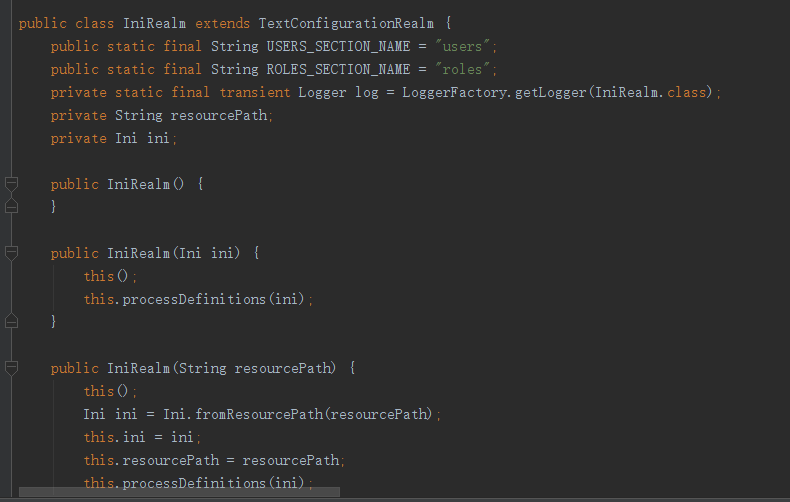 public class IniRealm extends TextConfigurationRealm {
public static final String USERS_SECTION_NAME = "users";
public static final String ROLES_SECTION_NAME = "roles";
private static final transient Logger log = LoggerFactory.getLogger(IniRealm.class);
private String resourcePath;
private Ini ini;
public IniRealm() {
}
public IniRealm(Ini ini) {
this();
this.processDefinitions(ini);
}
public IniRealm(String resourcePath) {
this();
Ini ini = Ini.fromResourcePath(resourcePath);
this.ini = ini;
this.resourcePath = resourcePath;
this.processDefinitions(ini);